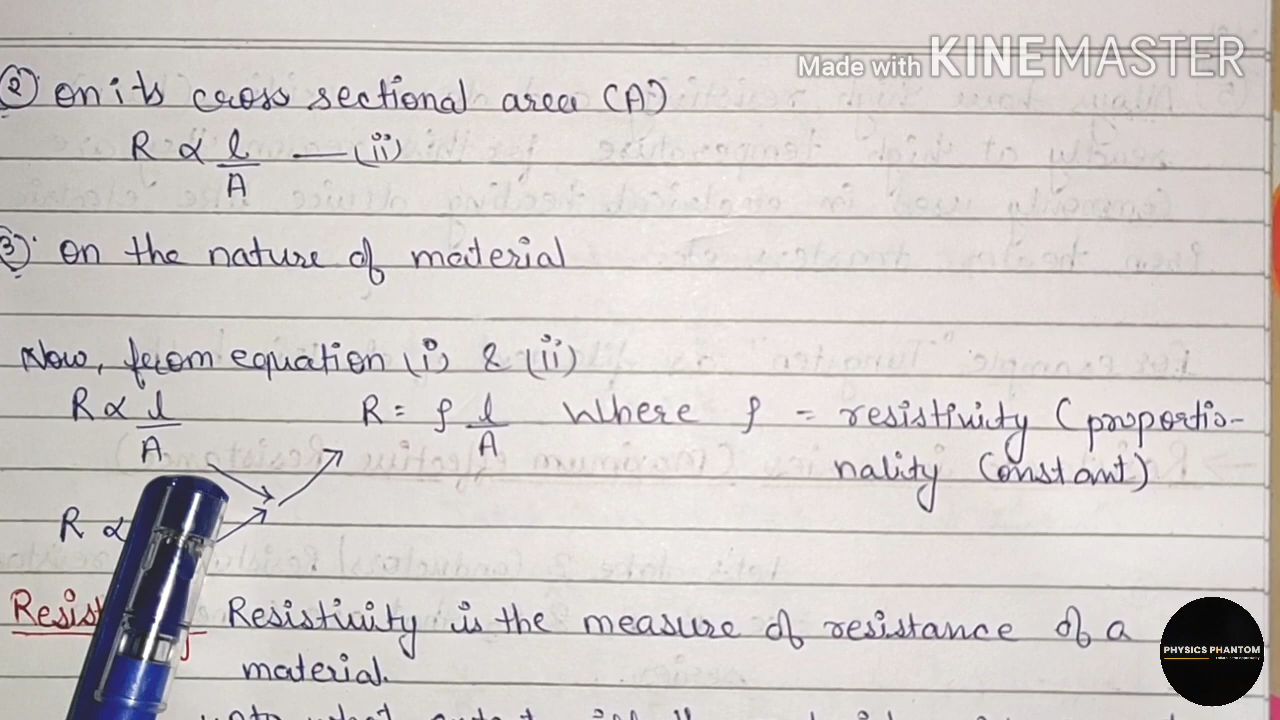 Made with KINEMASTER
② on its cross sectional area (A)
R ∝ l/A — (ii)
③ on the nature of material
Now, from equation (i) & (ii)
R ∝ l/A R = ρ l/A Where ρ = resistivity (proportio-
nality Constant)
R ∝
Resist
Resistivity is the measure of resistance of a
material.
PHYSICS PHANTOM